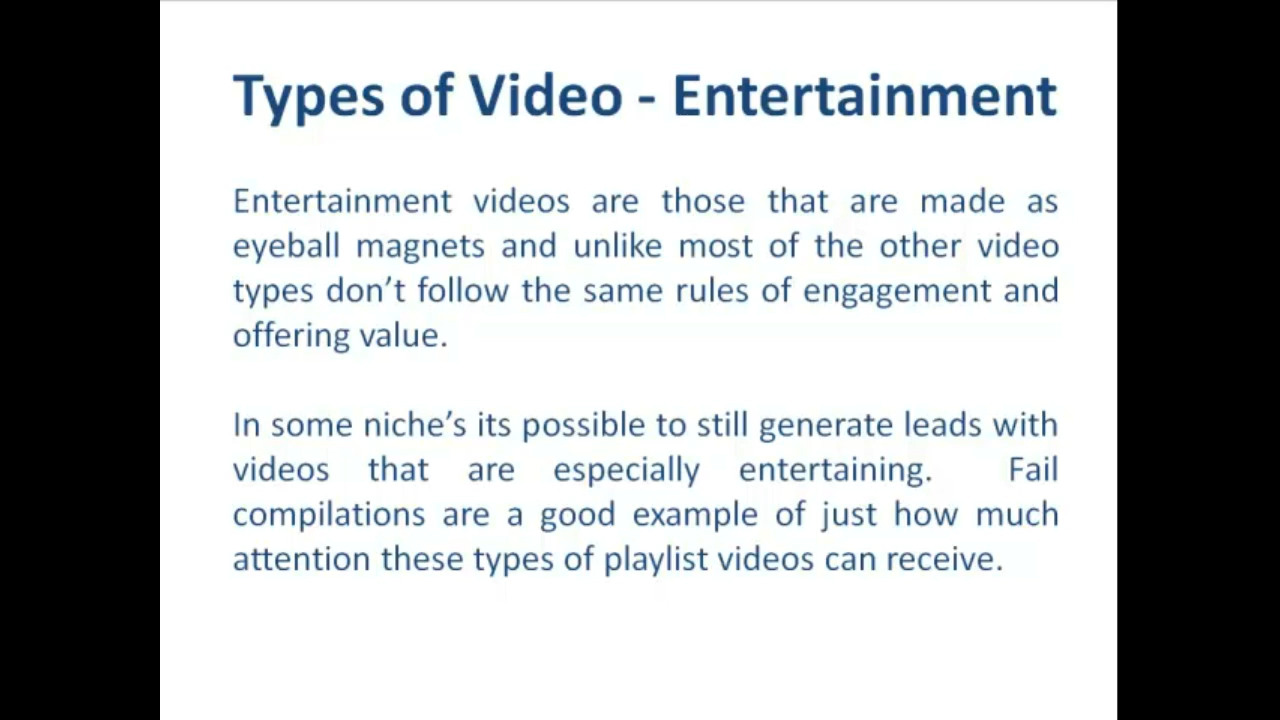 Types of Video - Entertainment
Entertainment videos are those that are made as
eyeball magnets and unlike most of the other video
types don’t follow the same rules of engagement and
offering value.
In some niche’s its possible to still generate leads with
videos that are especially entertaining. Fail
compilations are a good example of just how much
attention these types of playlist videos can receive.